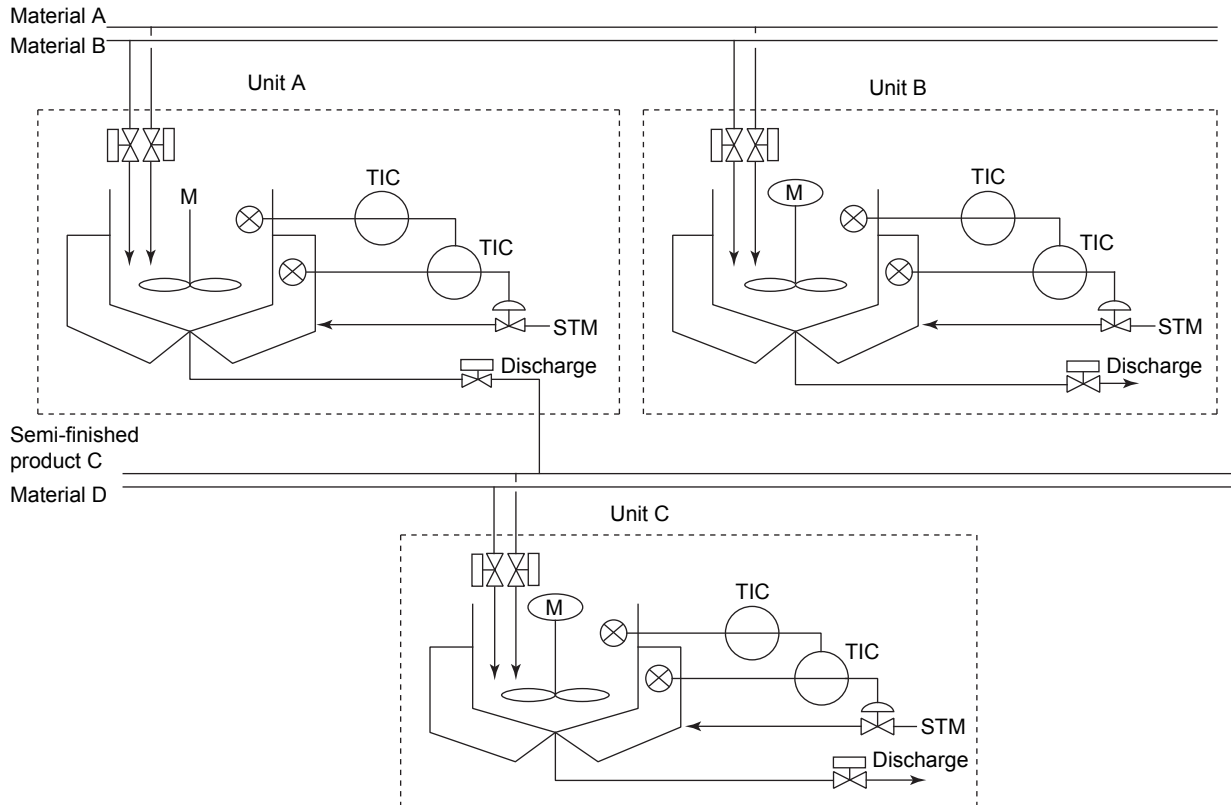 Material A
Material B
Unit A
Unit B
TIC
M
TIC
STM
Discharge
TIC
M
TIC
STM
Discharge
Semi-finished
product C
Material D
Unit C
TIC
M
TIC
STM
Discharge